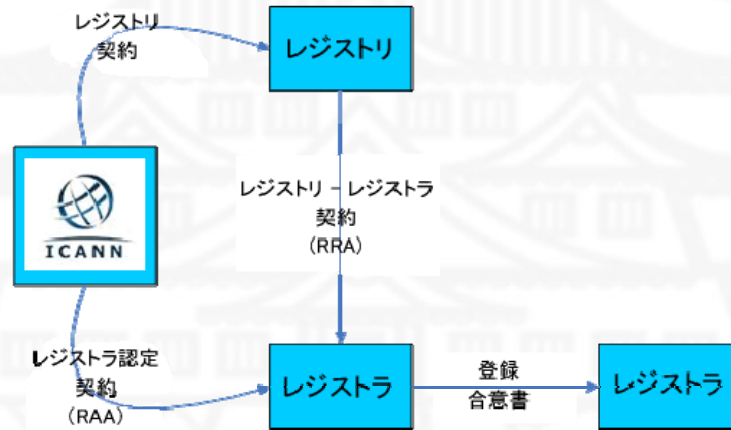 レジストリ
契約
レジストリ
ICANN
レジストリ – レジストラ
契約
(RRA)
レジストラ認定
契約
(RAA)
レジストラ
登録
合意書
レジストラ